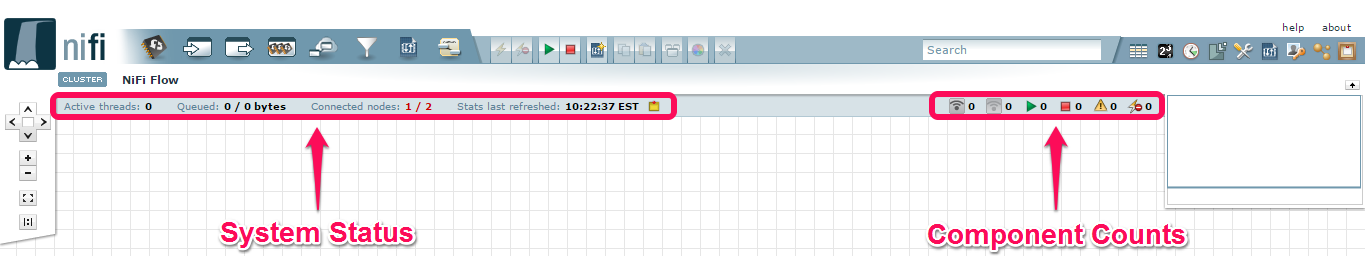 help about
nifi
Search
CLUSTER NiFi Flow
Active threads: 0 Queued: 0 / 0 bytes Connected nodes: 1 / 2 Stats last refreshed: 10:22:37 EST 0 0 0 0 0 0
System Status
Component Counts